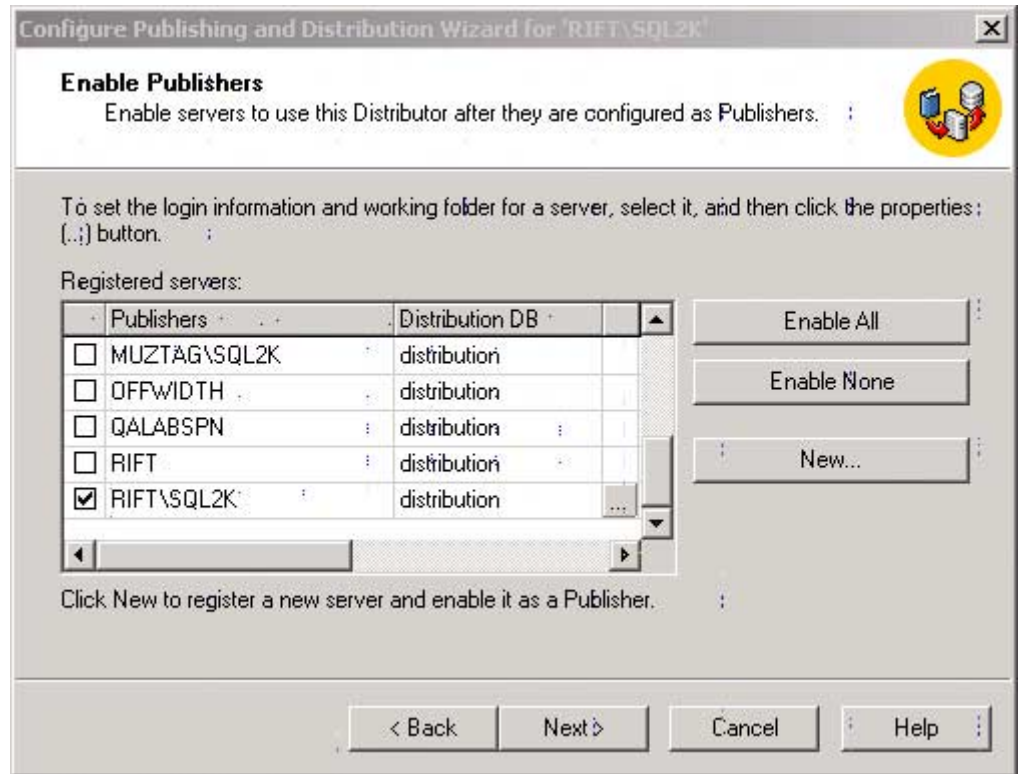 Configure Publishing and Distribution Wizard for 'RIFT\SQL2K'
Enable Publishers
Enable servers to use this Distributor after they are configured as Publishers.
To set the login information and working folder for a server, select it, and then click the properties
(...) button.
Registered servers:
Publishers Distribution DB
MUZTAG\SQL2K distribution
OFFWIDTH distribution
QALABSPN distribution
RIFT distribution
RIFT\SQL2K distribution ...
Enable All
Enable None
New...
Click New to register a new server and enable it as a Publisher.
< Back Next > Cancel Help